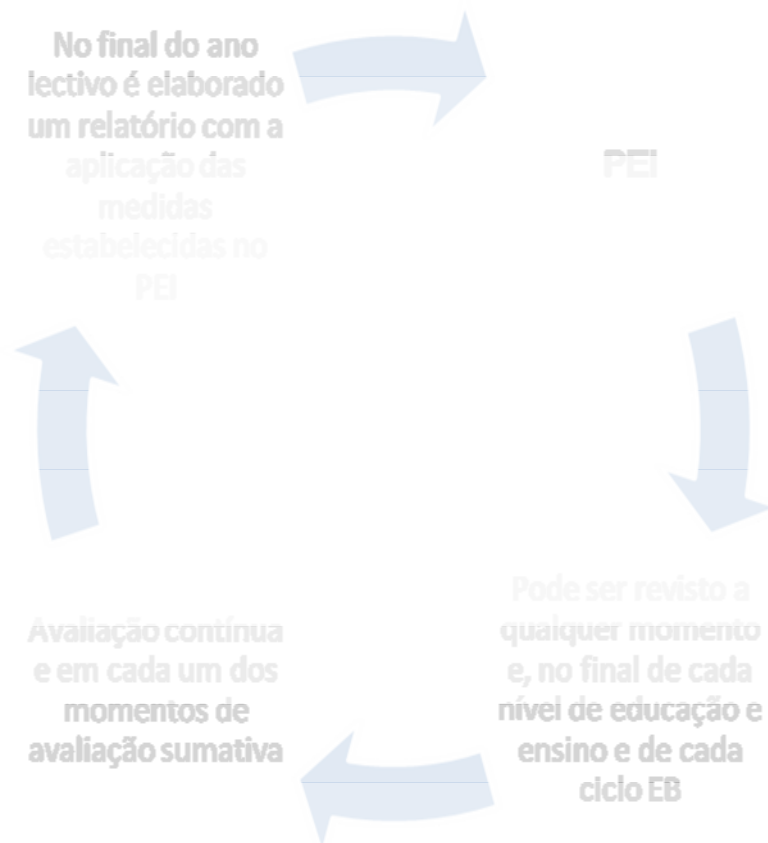 No final do ano
lectivo é elaborado
um relatório com a
aplicação das
medidas
estabelecidas no
PEI
PEI
Pode ser revisto a
qualquer momento
e, no final de cada
nível de educação e
ensino e de cada
ciclo EB
Avaliação contínua
e em cada um dos
momentos de
avaliação sumativa